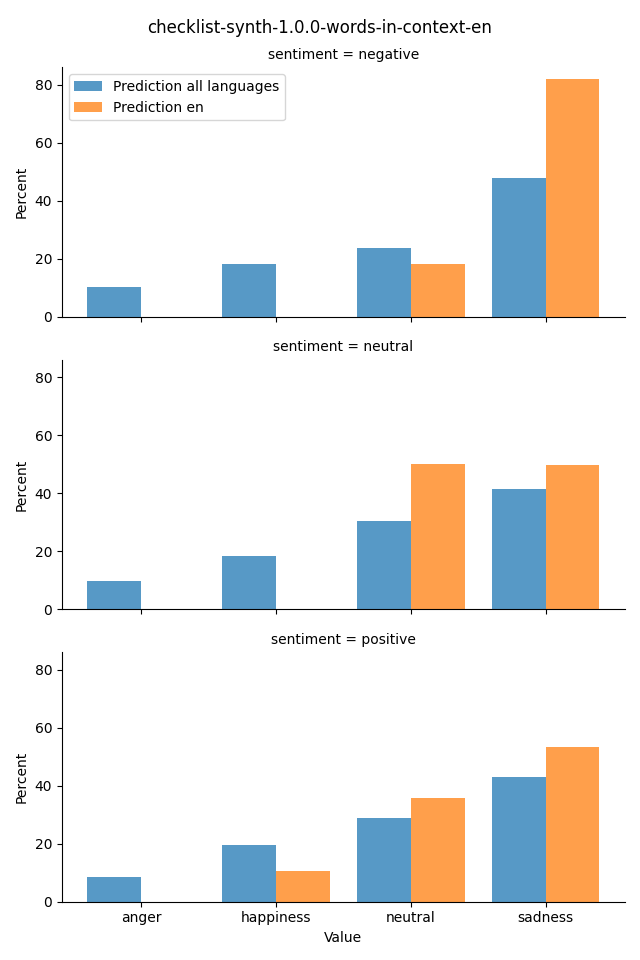 checklist-synth-1.0.0-words-in-context-en
sentiment = negative
Prediction all languages
Prediction en
80
60
40
20
0
Percent
sentiment = neutral
80
60
40
20
0
Percent
sentiment = positive
80
60
40
20
0
Percent
anger happiness neutral sadness
Value